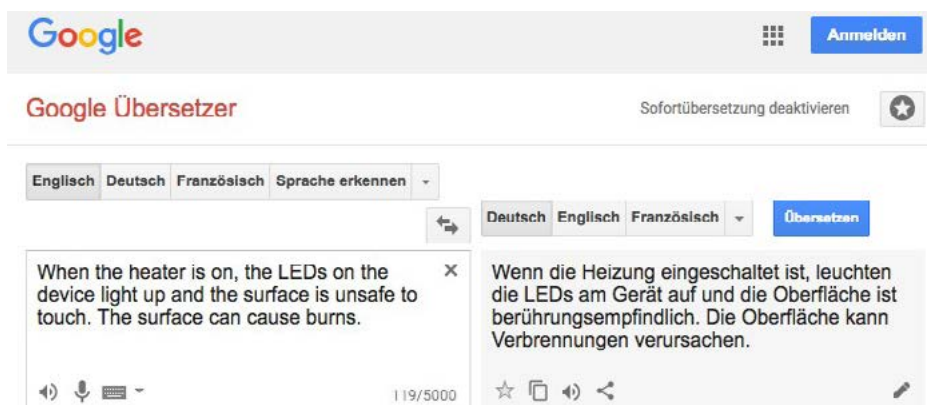 Google
Anmelden
Google Übersetzer
Sofortübersetzung deaktivieren
Englisch Deutsch Französisch Sprache erkennen
Deutsch Englisch Französisch
Übersetzen
When the heater is on, the LEDs on the
device light up and the surface is unsafe to
touch. The surface can cause burns.
119/5000
Wenn die Heizung eingeschaltet ist, leuchten
die LEDs am Gerät auf und die Oberfläche ist
berührungsempfindlich. Die Oberfläche kann
Verbrennungen verursachen.